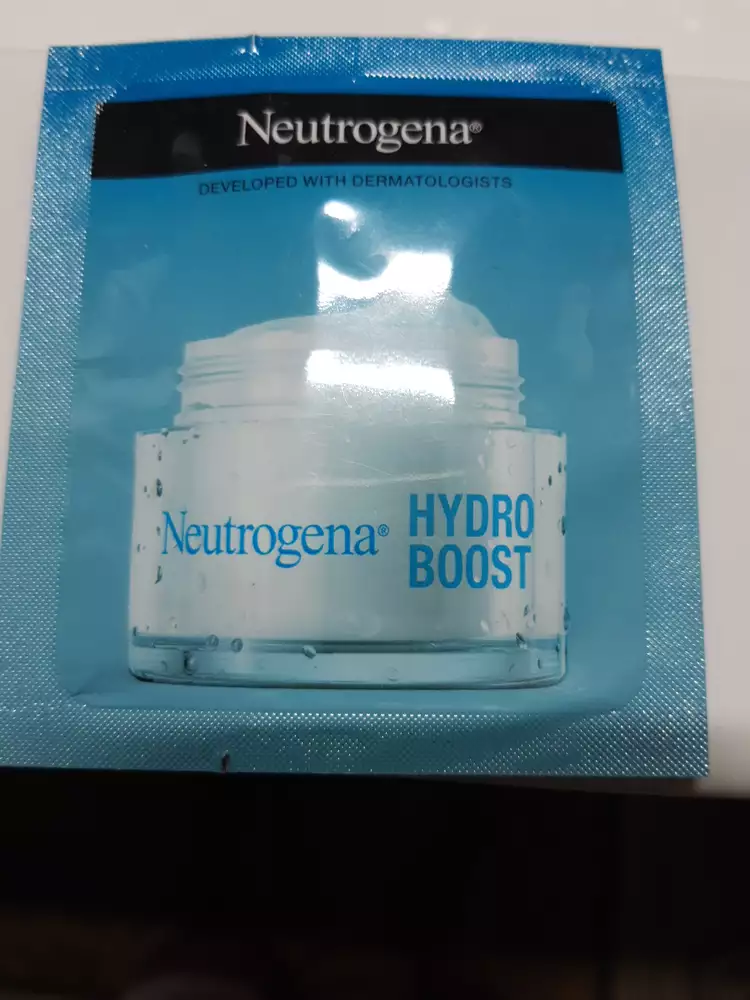 Neutrogena®
DEVELOPED WITH DERMATOLOGISTS
Neutrogena®
HYDRO
BOOST